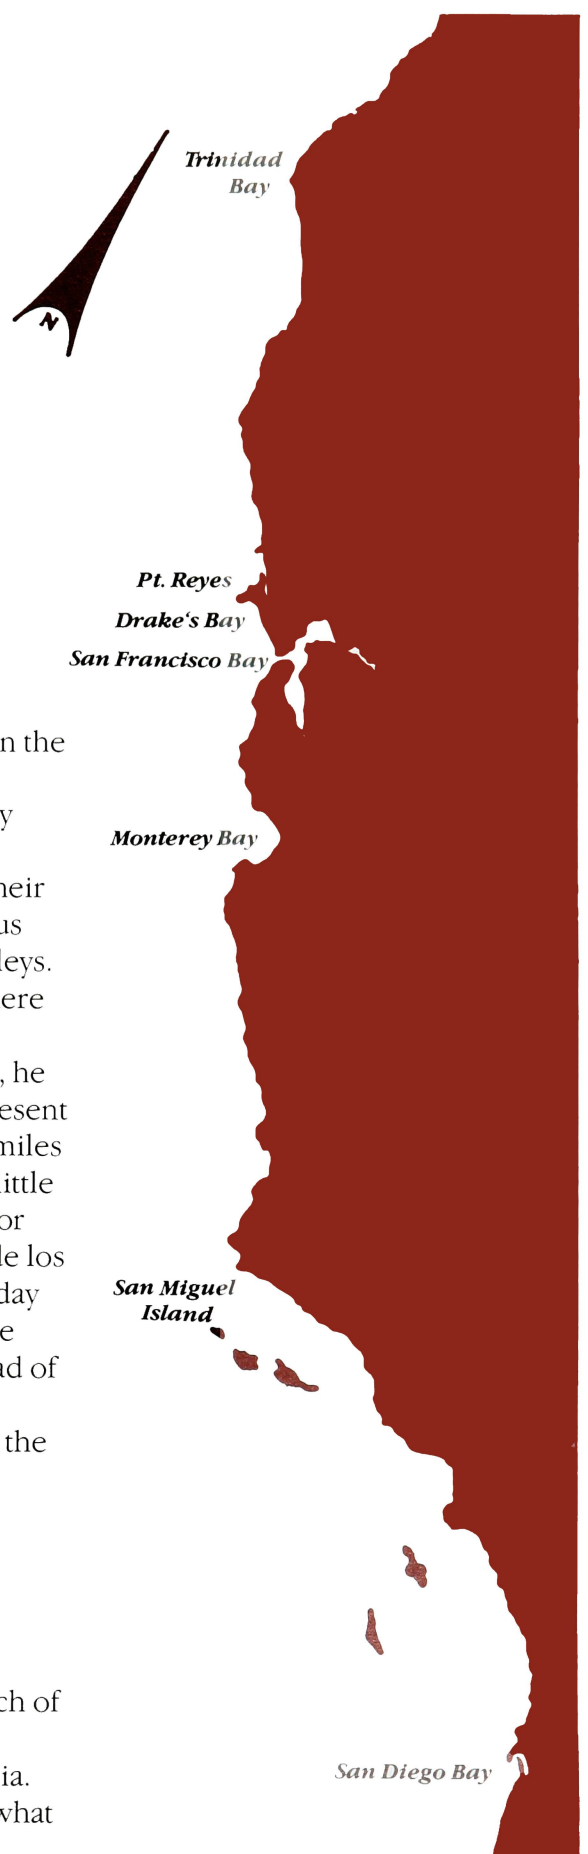 Trinidad
Bay
N
Pt. Reyes
Drake‘s Bay
San Francisco Bay
Monterey Bay
San Miguel
Island
San Diego Bay
n the
y
heir
us
leys.
ere
, he
esent
miles
ittle
or
le los
day
e
ad of
the
ch of
ia.
what